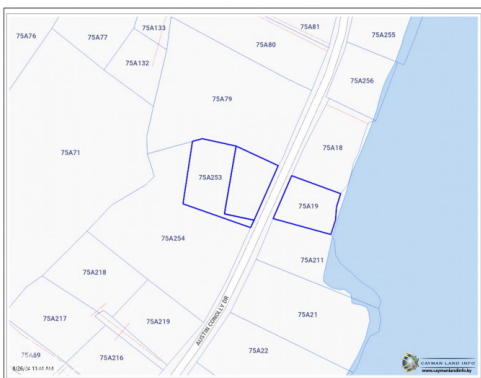 75A76
75A77
75A133
75A132
75A81
75A80
75A255
75A256
75A79
75A71
75A18
75A253
75A19
75A254
75A211
75A218
75A217
75A219
75A21
75A216
75A22
AUSTIN CONOLLY DR
CAYMAN LAND INFO
www.caymanlandinfo.ky